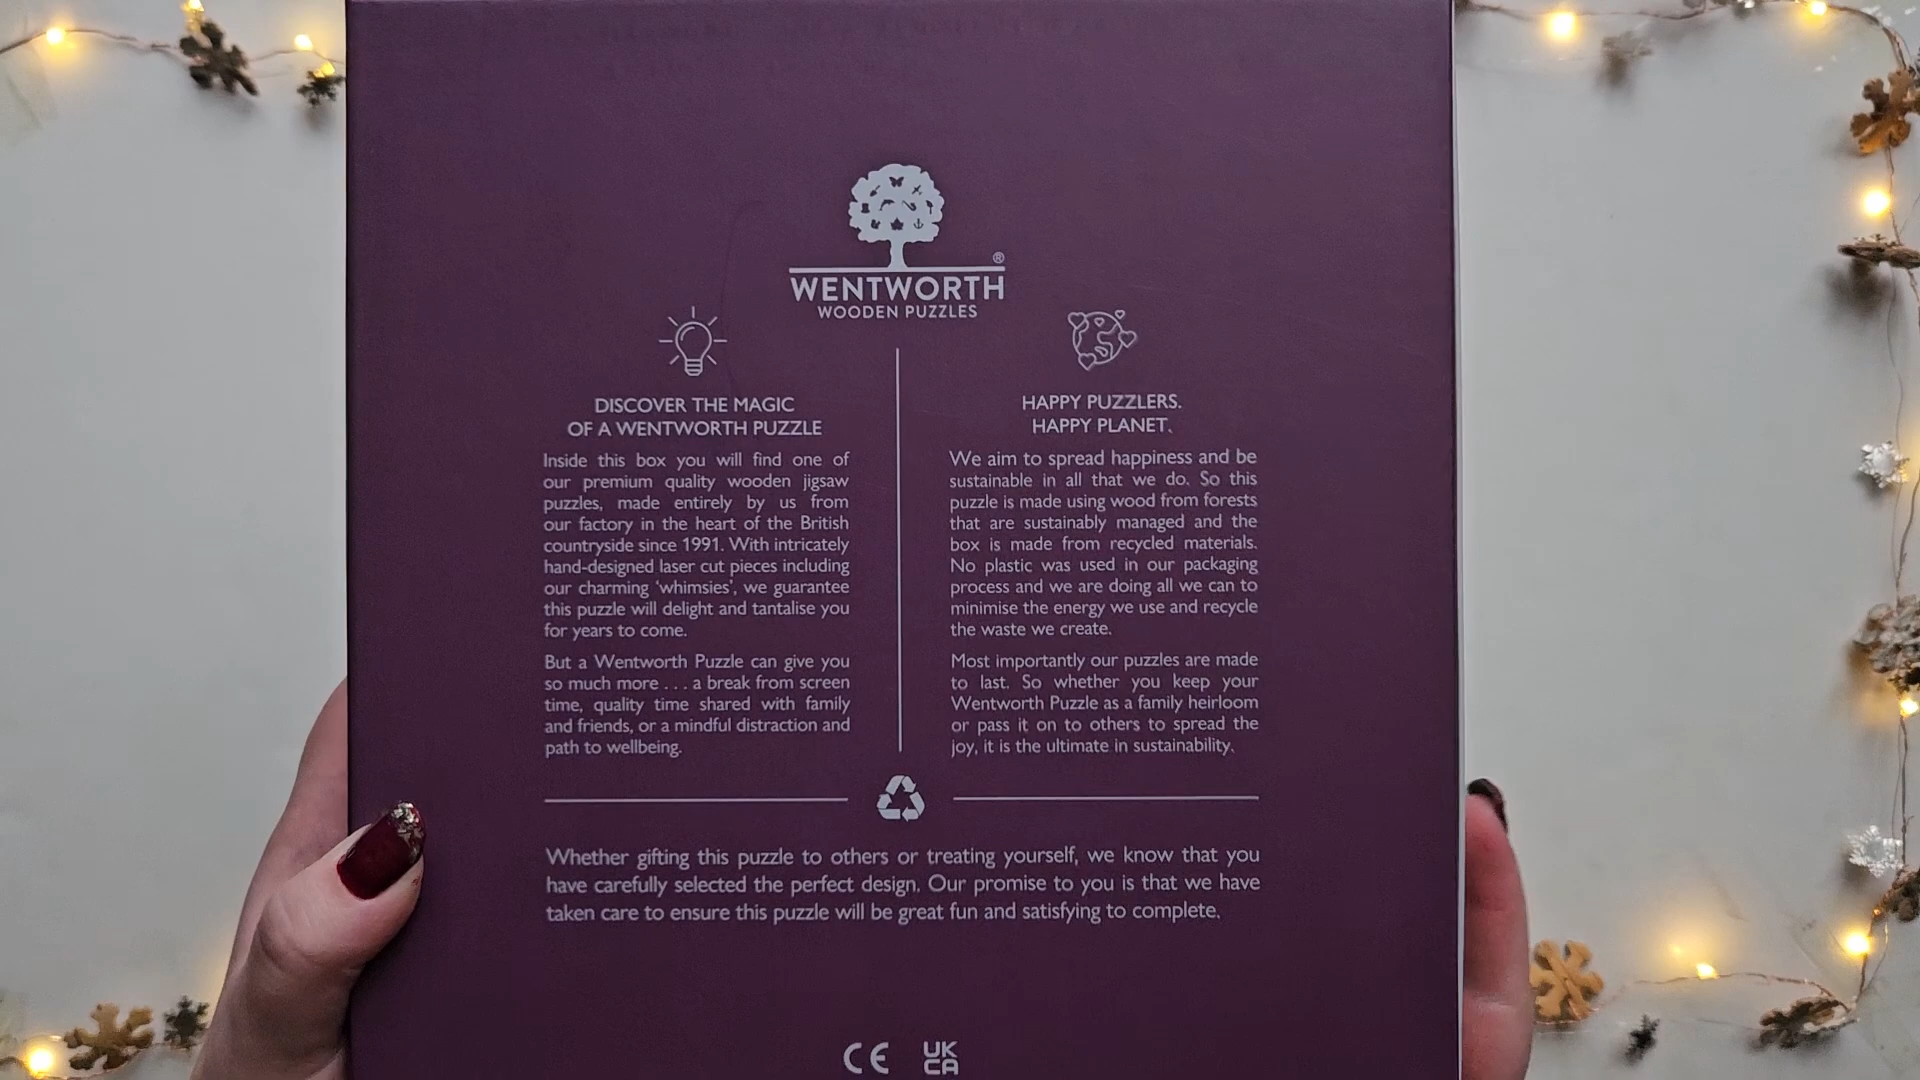 ®
WENTWORTH
WOODEN PUZZLES
DISCOVER THE MAGIC
OF A WENTWORTH PUZZLE
Inside this box you will find one of
our premium quality wooden jigsaw
puzzles, made entirely by us from
our factory in the heart of the British
countryside since 1991. With intricately
hand-designed laser cut pieces including
our charming ‘whimsies’, we guarantee
this puzzle will delight and tantalise you
for years to come.
But a Wentworth Puzzle can give you
so much more . . . a break from screen
time, quality time shared with family
and friends, or a mindful distraction and
path to wellbeing.
HAPPY PUZZLERS.
HAPPY PLANET.
We aim to spread happiness and be
sustainable in all that we do. So this
puzzle is made using wood from forests
that are sustainably managed and the
box is made from recycled materials.
No plastic was used in our packaging
process and we are doing all we can to
minimise the energy we use and recycle
the waste we create.
Most importantly our puzzles are made
to last. So whether you keep your
Wentworth Puzzle as a family heirloom
or pass it on to others to spread the
joy, it is the ultimate in sustainability.
Whether gifting this puzzle to others or treating yourself, we know that you
have carefully selected the perfect design. Our promise to you is that we have
taken care to ensure this puzzle will be great fun and satisfying to complete.
CE
UK
CA